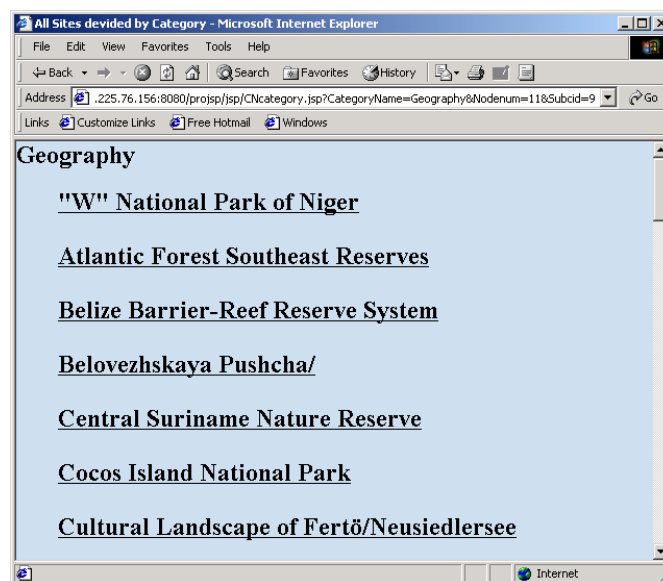 All Sites devided by Category - Microsoft Internet Explorer
File Edit View Favorites Tools Help
Back Search Favorites History
Address .225.76.156:8080/projsp/jsp/CNcategory.jsp?CategoryName=Geography&Nodenum=11&Subcid=9 Go
Links Customize Links Free Hotmail Windows
Geography
"W" National Park of Niger
Atlantic Forest Southeast Reserves
Belize Barrier-Reef Reserve System
Belovezhskaya Pushcha/
Central Suriname Nature Reserve
Cocos Island National Park
Cultural Landscape of Fertö/Neusiedlersee
Internet